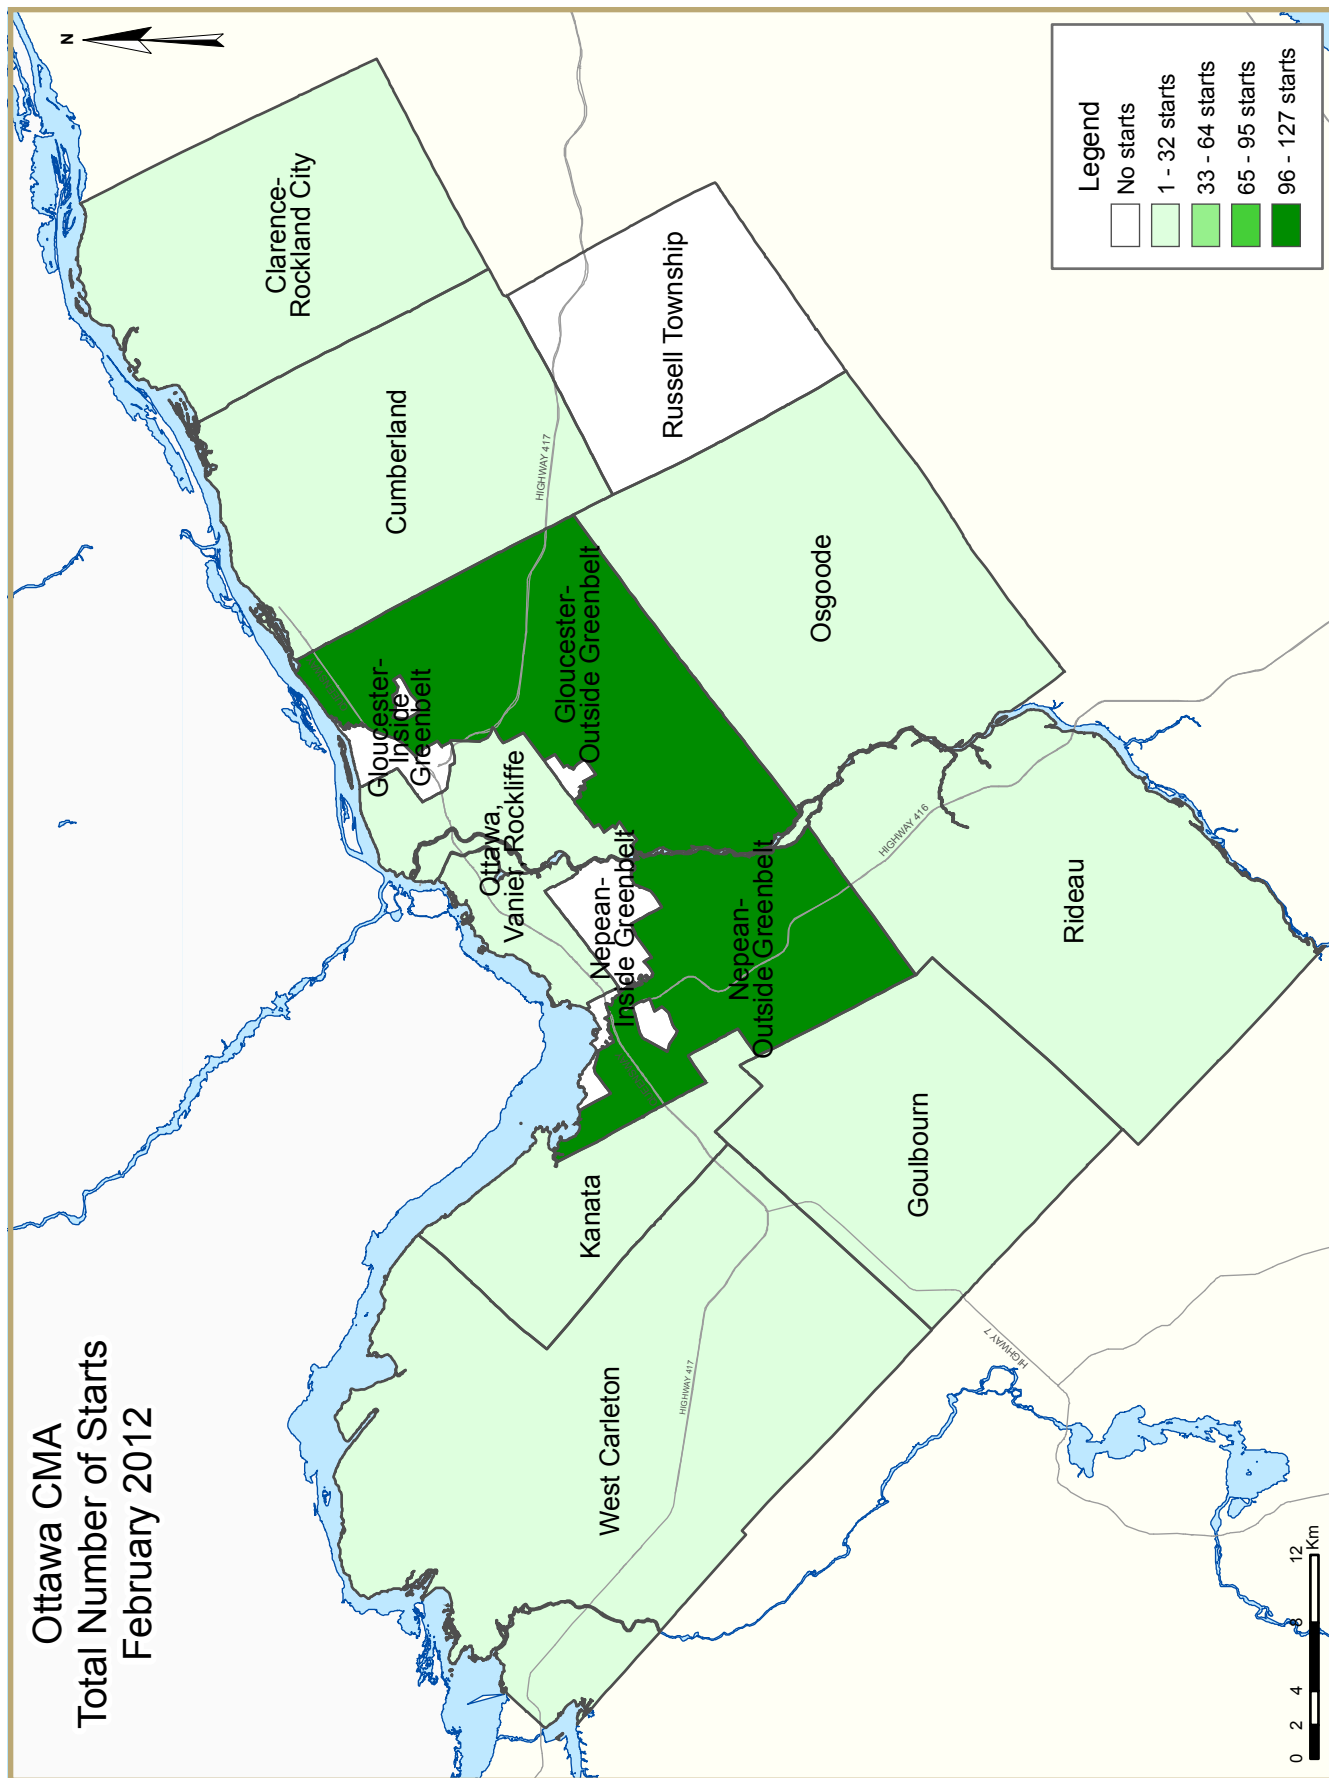 Ottawa CMA
Total Number of Starts
February 2012
N
Clarence-
Rockland City
Cumberland
Russell Township
HIGHWAY 417
Gloucester-
Inside
Greenbelt
Gloucester-
Outside Greenbelt
Osgoode
Ottawa,
Vanier, Rockliffe
Nepean-
Inside Greenbelt
Nepean-
Outside Greenbelt
HIGHWAY 416
Rideau
Kanata
Goulbourn
West Carleton
HIGHWAY 417
HIGHWAY 7
Legend
No starts
1 - 32 starts
33 - 64 starts
65 - 95 starts
96 - 127 starts
0 2 4 8 12
Km